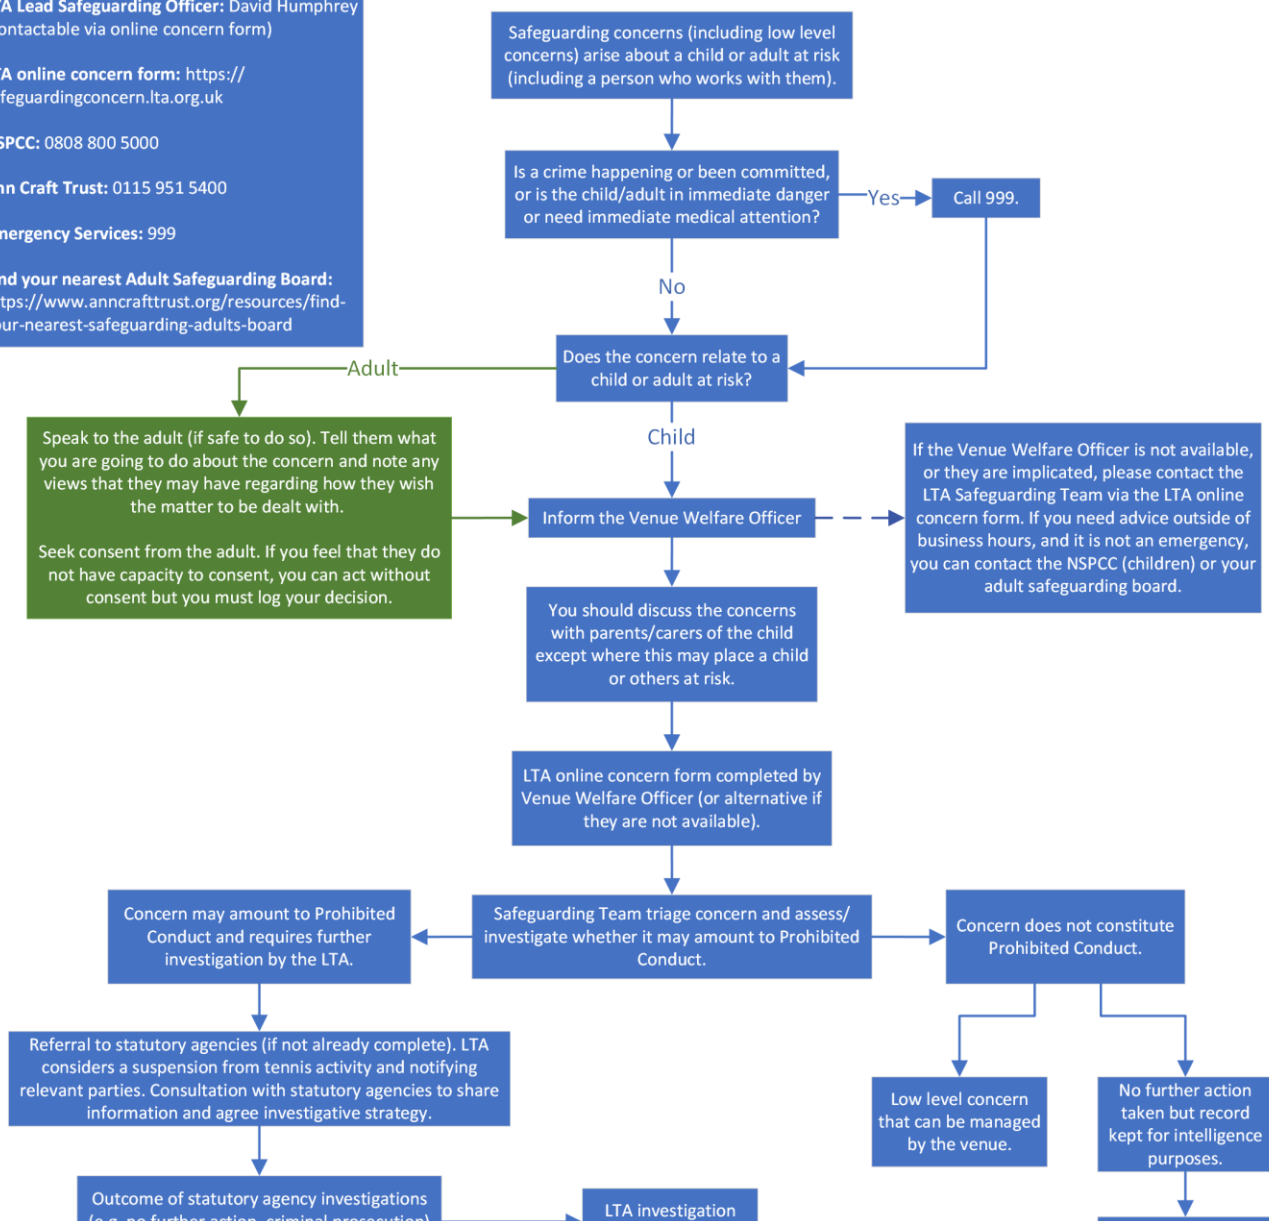 TA Lead Safeguarding Officer: David Humphrey
ontactable via online concern form)
TA online concern form: https://
feguardingconcern.lta.org.uk
SPCC: 0808 800 5000
nn Craft Trust: 0115 951 5400
mergency Services: 999
nd your nearest Adult Safeguarding Board:
tps://www.anncrafttrust.org/resources/find-
our-nearest-safeguarding-adults-board
Safeguarding concerns (including low level
concerns) arise about a child or adult at risk
(including a person who works with them).
Is a crime happening or been committed,
or is the child/adult in immediate danger
or need immediate medical attention?
Yes
Call 999.
No
Does the concern relate to a
child or adult at risk?
Adult
Child
Speak to the adult (if safe to do so). Tell them what
you are going to do about the concern and note any
views that they may have regarding how they wish
the matter to be dealt with.
Seek consent from the adult. If you feel that they do
not have capacity to consent, you can act without
consent but you must log your decision.
Inform the Venue Welfare Officer
If the Venue Welfare Officer is not available,
or they are implicated, please contact the
LTA Safeguarding Team via the LTA online
concern form. If you need advice outside of
business hours, and it is not an emergency,
you can contact the NSPCC (children) or your
adult safeguarding board.
You should discuss the concerns
with parents/carers of the child
except where this may place a child
or others at risk.
LTA online concern form completed by
Venue Welfare Officer (or alternative if
they are not available).
Safeguarding Team triage concern and assess/
investigate whether it may amount to Prohibited
Conduct.
Concern may amount to Prohibited
Conduct and requires further
investigation by the LTA.
Concern does not constitute
Prohibited Conduct.
Referral to statutory agencies (if not already complete). LTA
considers a suspension from tennis activity and notifying
relevant parties. Consultation with statutory agencies to share
information and agree investigative strategy.
Low level concern
that can be managed
by the venue.
No further action
taken but record
kept for intelligence
purposes.
Outcome of statutory agency investigations
(e.g. no further action, criminal prosecution)
LTA investigation